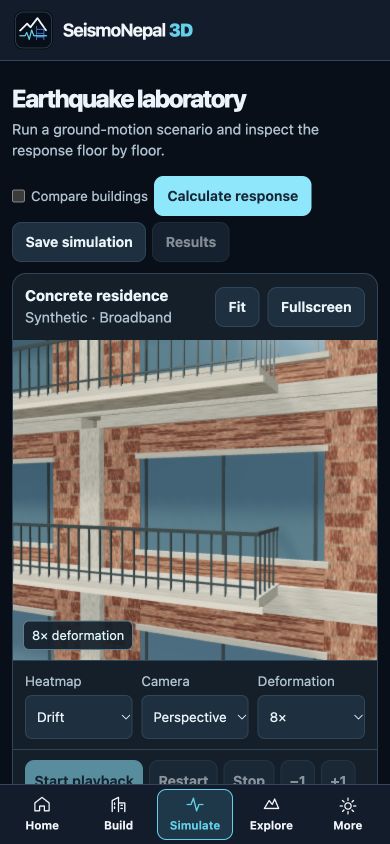 SeismoNepal 3D
Earthquake laboratory
Run a ground-motion scenario and inspect the
response floor by floor.
Compare buildings
Calculate response
Save simulation
Results
Concrete residence
Synthetic · Broadband
Fit
Fullscreen
8× deformation
Heatmap
Camera
Deformation
Drift
Perspective
8×
Start playback
Restart
Stop
−1
+1
Home
Build
Simulate
Explore
More